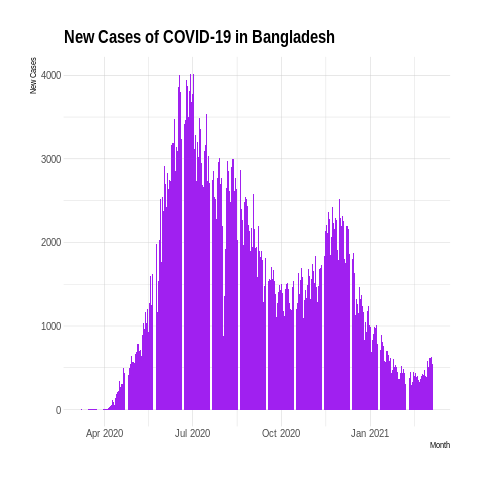 New Cases of COVID-19 in Bangladesh
New Cases
4000
3000
2000
1000
0
Apr 2020 Jul 2020 Oct 2020 Jan 2021
Month